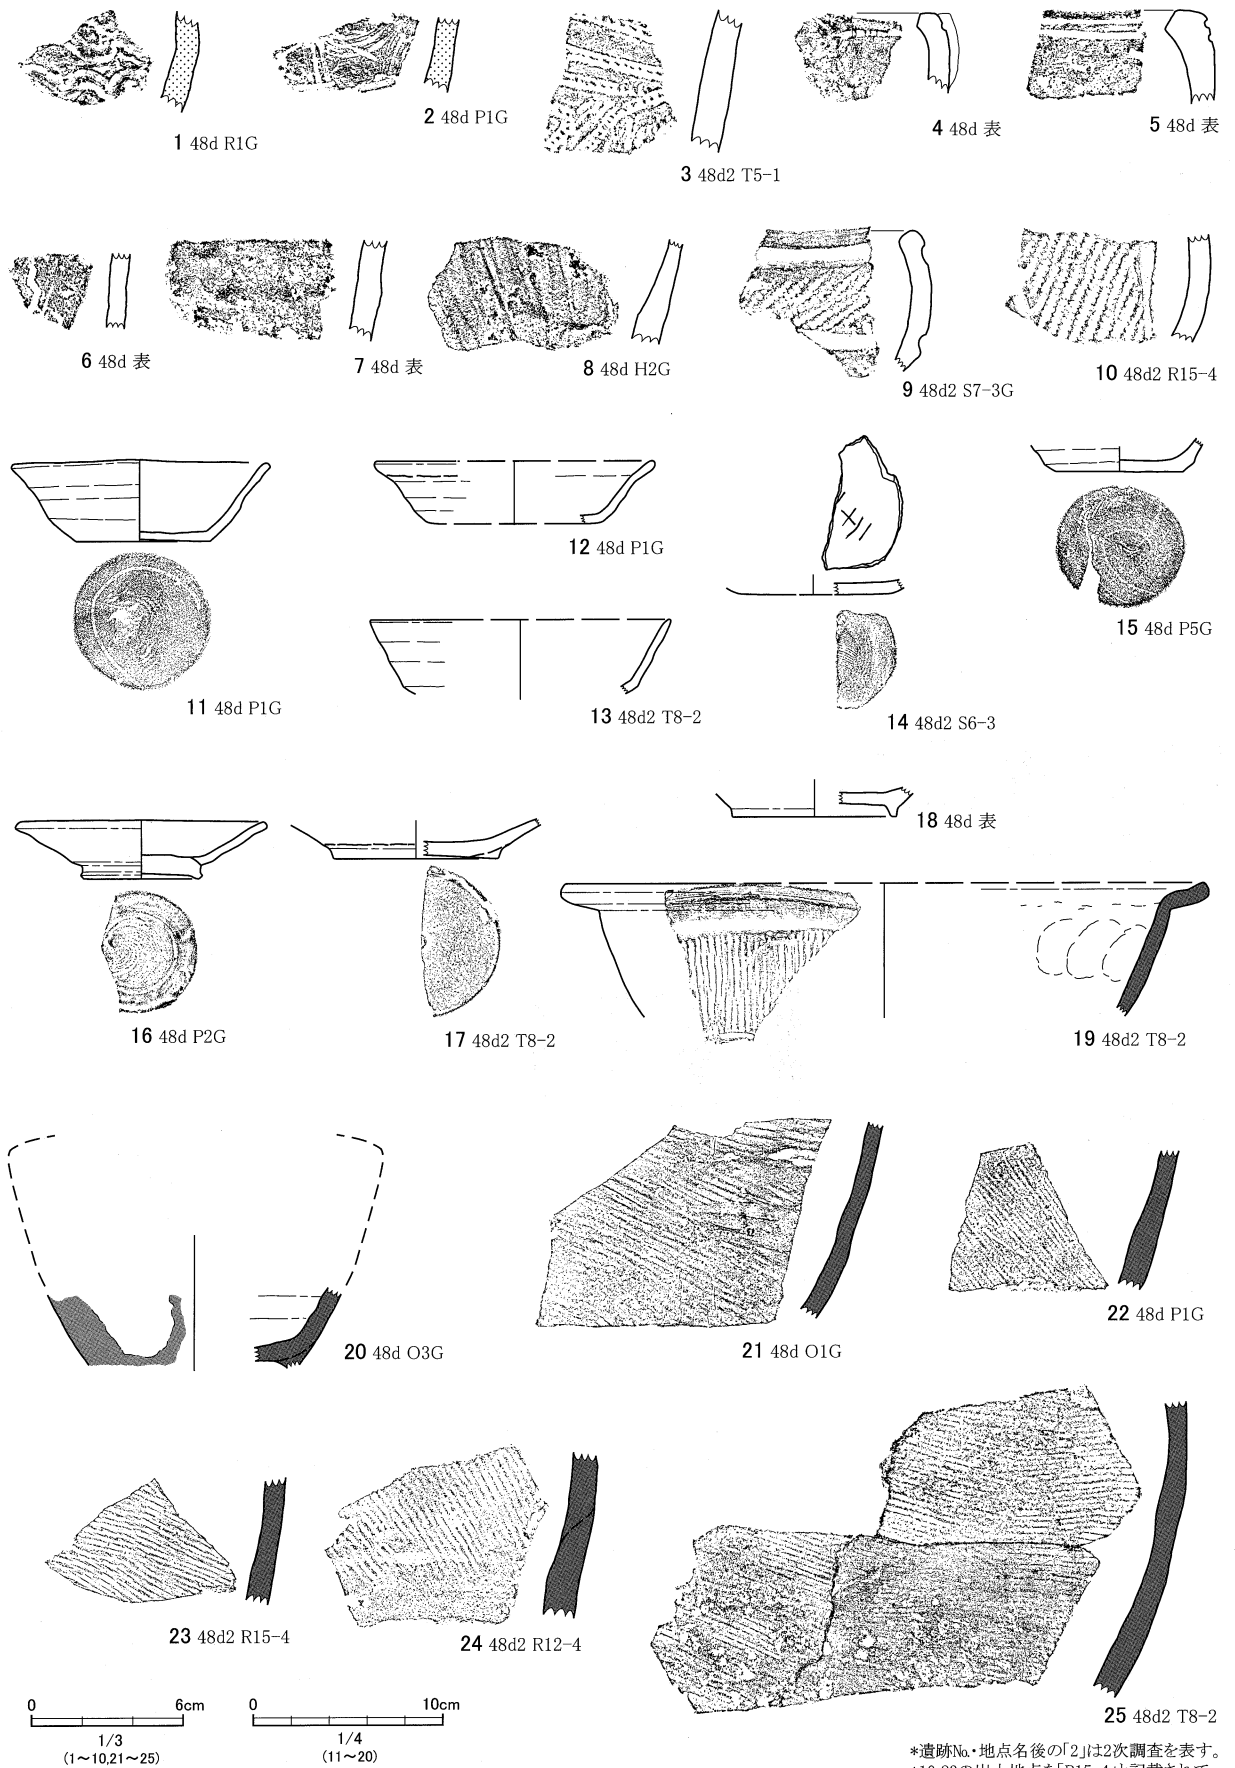 1 48d R1G
2 48d P1G
3 48d2 T5-1
4 48d 表
5 48d 表
6 48d 表
7 48d 表
8 48d H2G
9 48d2 S7-3G
10 48d2 R15-4
11 48d P1G
12 48d P1G
13 48d2 T8-2
14 48d2 S6-3
15 48d P5G
16 48d P2G
17 48d2 T8-2
18 48d 表
19 48d2 T8-2
20 48d O3G
21 48d O1G
22 48d P1G
23 48d2 R15-4
24 48d2 R12-4
25 48d2 T8-2
0 6cm
1/3
(1〜10,21〜25)
0 10cm
1/4
(11〜20)
*遺跡No.・地点名後の「2」は2次調査を表す。